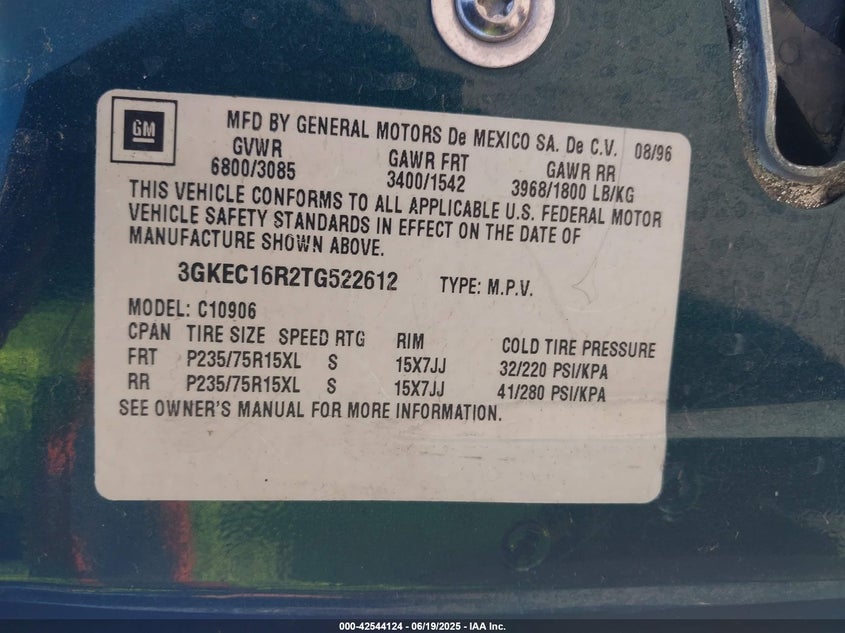 GM
MFD BY GENERAL MOTORS De MEXICO SA. De C.V. 08/96
GVWR GAWR FRT GAWR RR
6800/3085 3400/1542 3968/1800 LB/KG
THIS VEHICLE CONFORMS TO ALL APPLICABLE U.S. FEDERAL MOTOR
VEHICLE SAFETY STANDARDS IN EFFECT ON THE DATE OF
MANUFACTURE SHOWN ABOVE.
3GKEC16R2TG522612 TYPE: M.P.V.
MODEL: C10906
CPAN TIRE SIZE SPEED RTG RIM COLD TIRE PRESSURE
FRT P235/75R15XL S 15X7JJ 32/220 PSI/KPA
RR P235/75R15XL S 15X7JJ 41/280 PSI/KPA
SEE OWNER'S MANUAL FOR MORE INFORMATION.
000-42544124 | 06/19/2025 - IAA Inc.